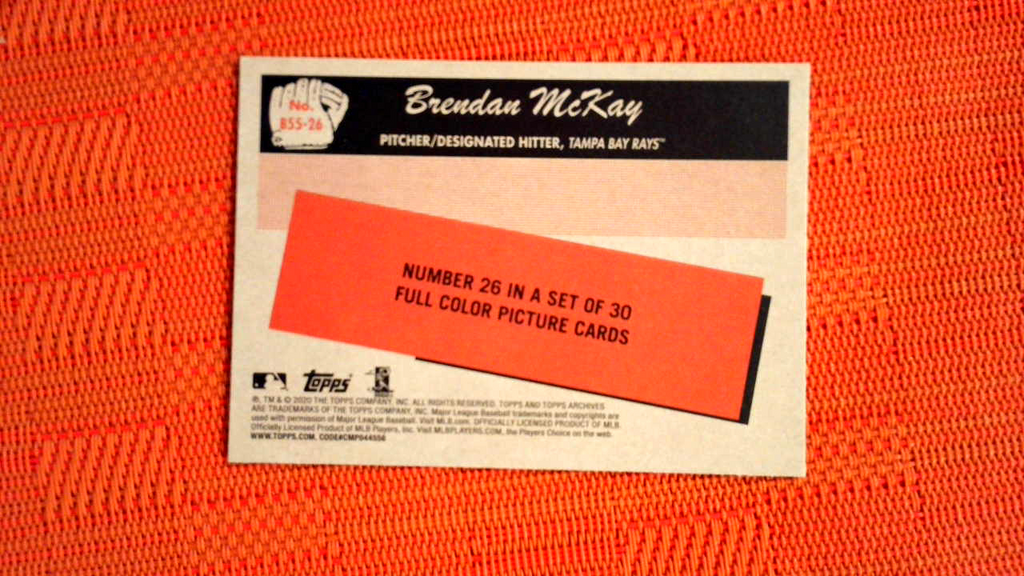 No.
B55-26
Brendan McKay
PITCHER/DESIGNATED HITTER, TAMPA BAY RAYS™
NUMBER 26 IN A SET OF 30
FULL COLOR PICTURE CARDS
Topps
®, TM & © 2020 THE TOPPS COMPANY, INC. ALL RIGHTS RESERVED. TOPPS AND TOPPS ARCHIVES
ARE TRADEMARKS OF THE TOPPS COMPANY, INC. Major League Baseball trademarks and copyrights are
used with permission of Major League Baseball. Visit MLB.com. OFFICIALLY LICENSED PRODUCT OF MLB
Officially Licensed Product of MLB Players, Inc. Visit MLBPLAYERS.COM, the Players Choice on the web.
WWW.TOPPS.COM. CODE#CMP044556